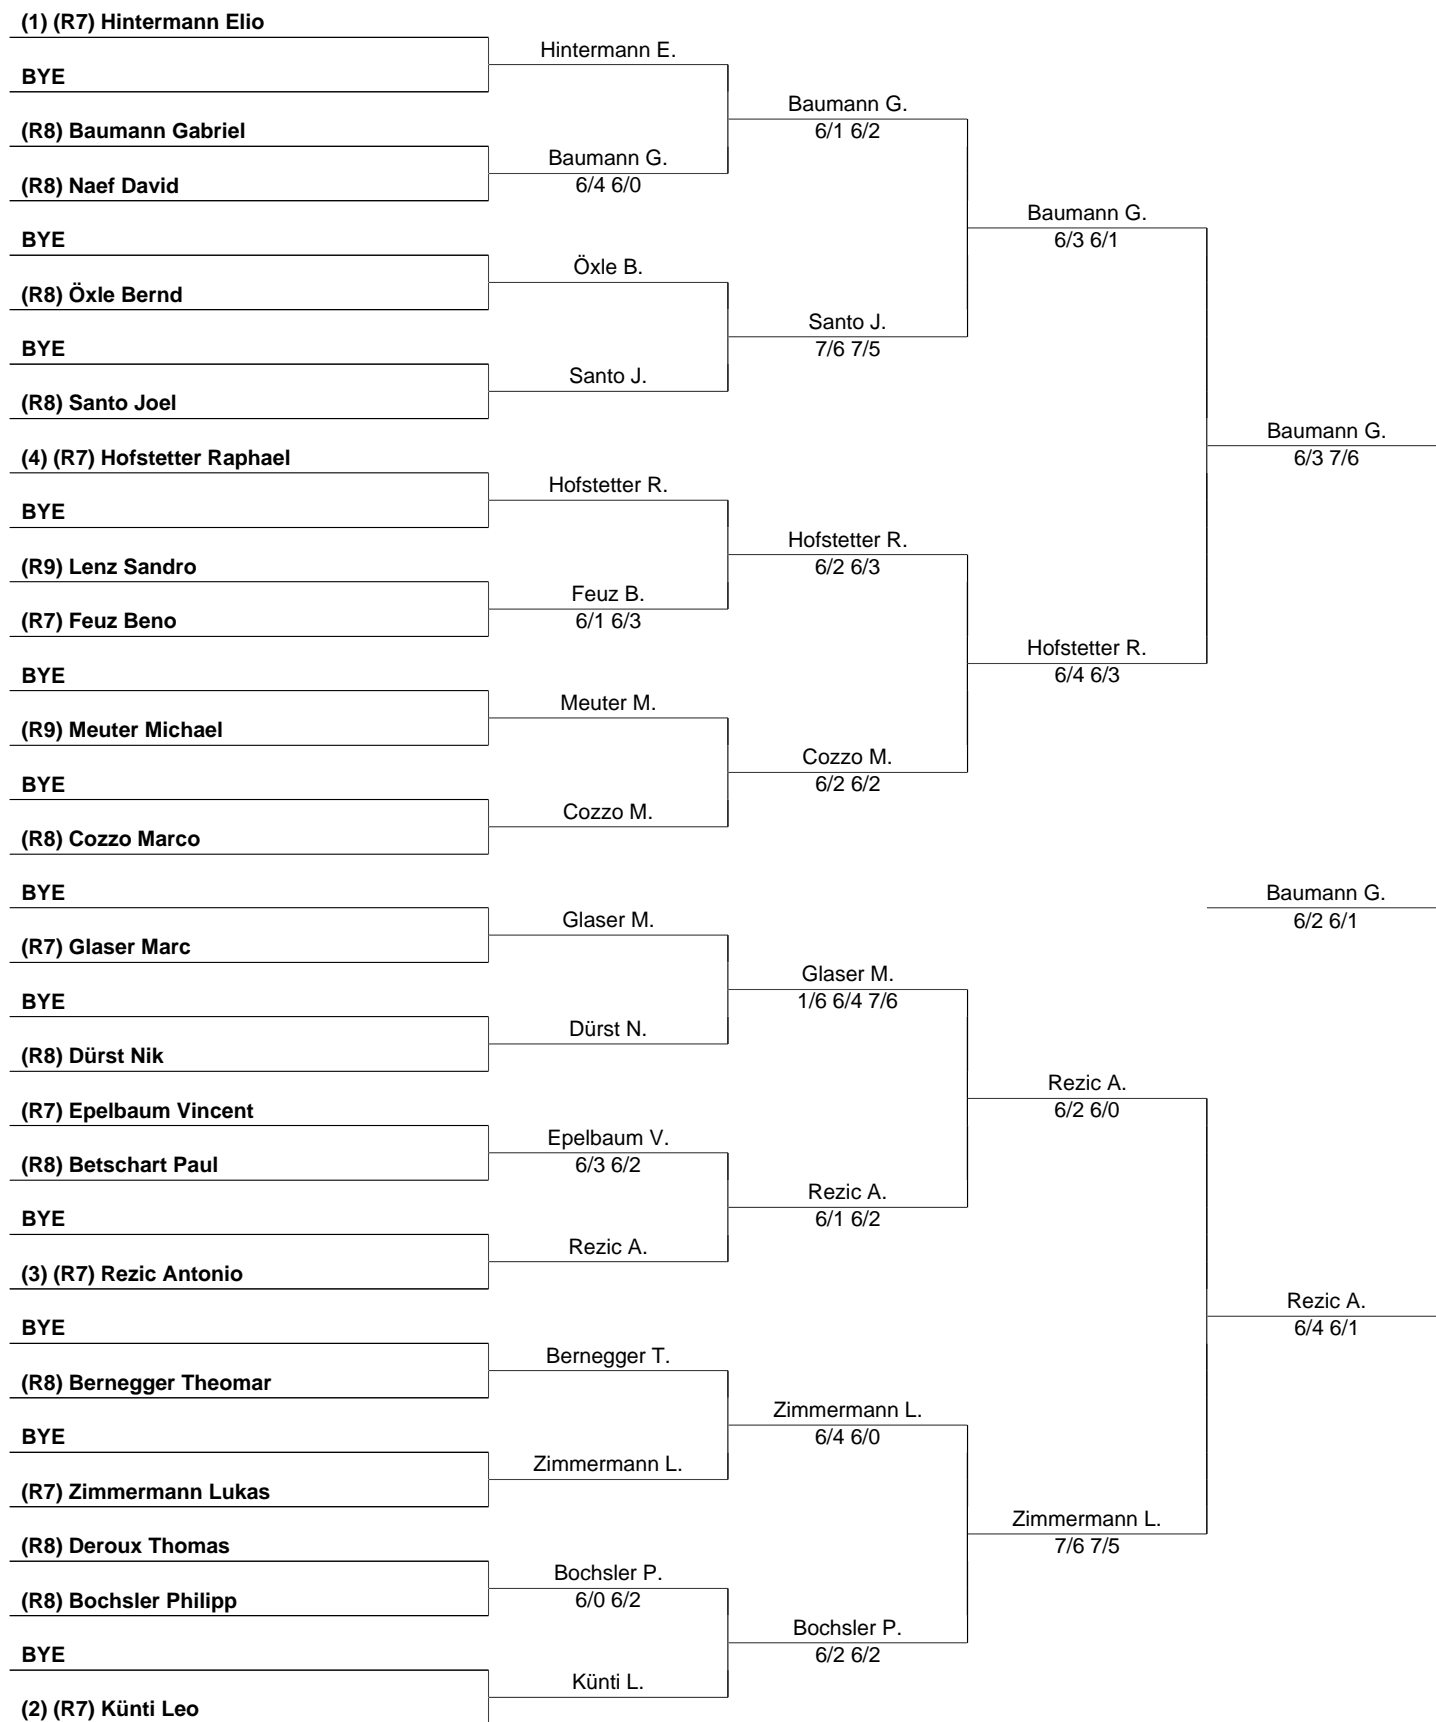 (1) (R7) Hintermann Elio
BYE
(R8) Baumann Gabriel
(R8) Naef David
BYE
(R8) Öxle Bernd
BYE
(R8) Santo Joel
(4) (R7) Hofstetter Raphael
BYE
(R9) Lenz Sandro
(R7) Feuz Beno
BYE
(R9) Meuter Michael
BYE
(R8) Cozzo Marco
BYE
(R7) Glaser Marc
BYE
(R8) Dürst Nik
(R7) Epelbaum Vincent
(R8) Betschart Paul
BYE
(3) (R7) Rezic Antonio
BYE
(R8) Bernegger Theomar
BYE
(R7) Zimmermann Lukas
(R8) Deroux Thomas
(R8) Bochsler Philipp
BYE
(2) (R7) Künti Leo
Hintermann E.
Baumann G.
6/4 6/0
Öxle B.
Santo J.
Hofstetter R.
Feuz B.
6/1 6/3
Meuter M.
Cozzo M.
Glaser M.
Dürst N.
Epelbaum V.
6/3 6/2
Rezic A.
Bernegger T.
Zimmermann L.
Bochsler P.
6/0 6/2
Künti L.
Baumann G.
6/1 6/2
Santo J.
7/6 7/5
Hofstetter R.
6/2 6/3
Cozzo M.
6/2 6/2
Glaser M.
1/6 6/4 7/6
Rezic A.
6/1 6/2
Zimmermann L.
6/4 6/0
Bochsler P.
6/2 6/2
Baumann G.
6/3 6/1
Hofstetter R.
6/4 6/3
Rezic A.
6/2 6/0
Zimmermann L.
7/6 7/5
Baumann G.
6/3 7/6
Baumann G.
6/2 6/1
Rezic A.
6/4 6/1